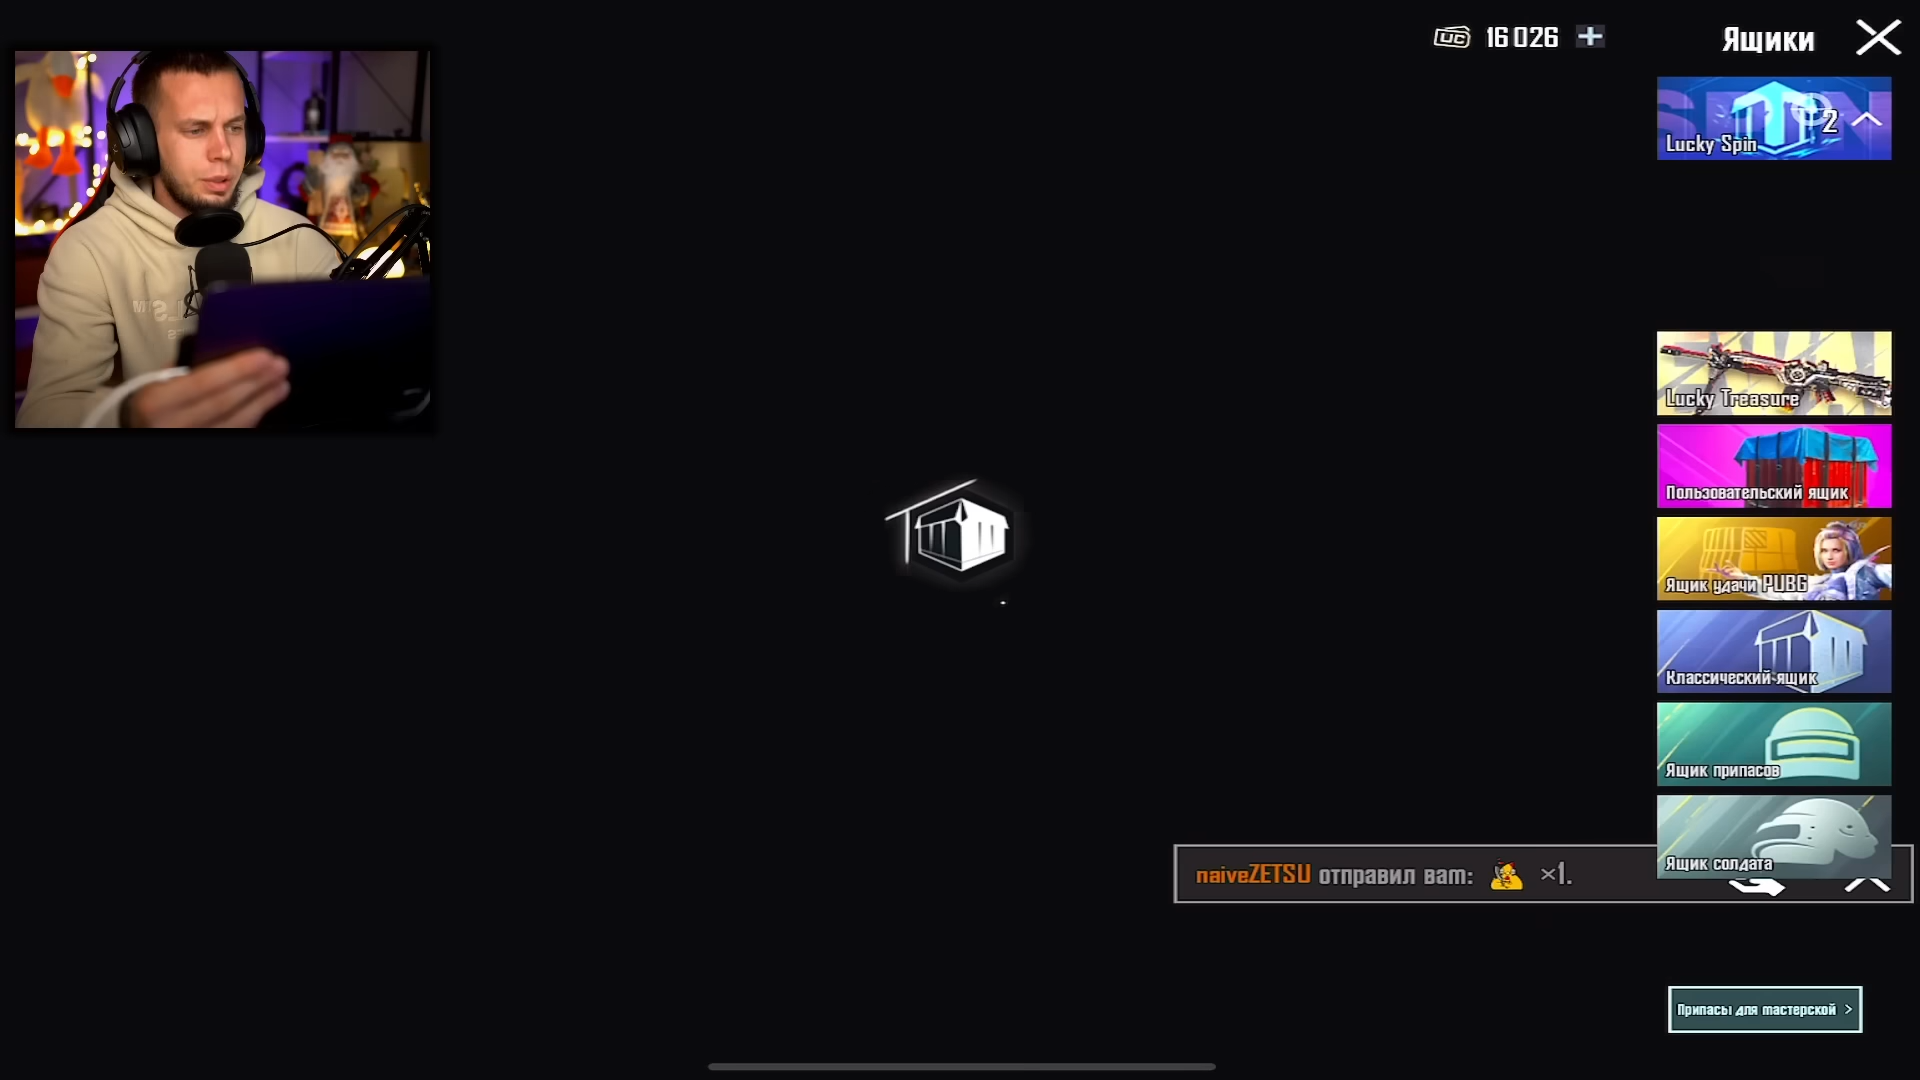 UC 16 026
Ящики
Lucky Spin
2
Lucky Treasure
Пользовательский ящик
Ящик удачи PUBG
Классический ящик
Ящик припасов
Ящик солдата
naiveZETSU отправил вам: ×1.
Припасы для мастерской >